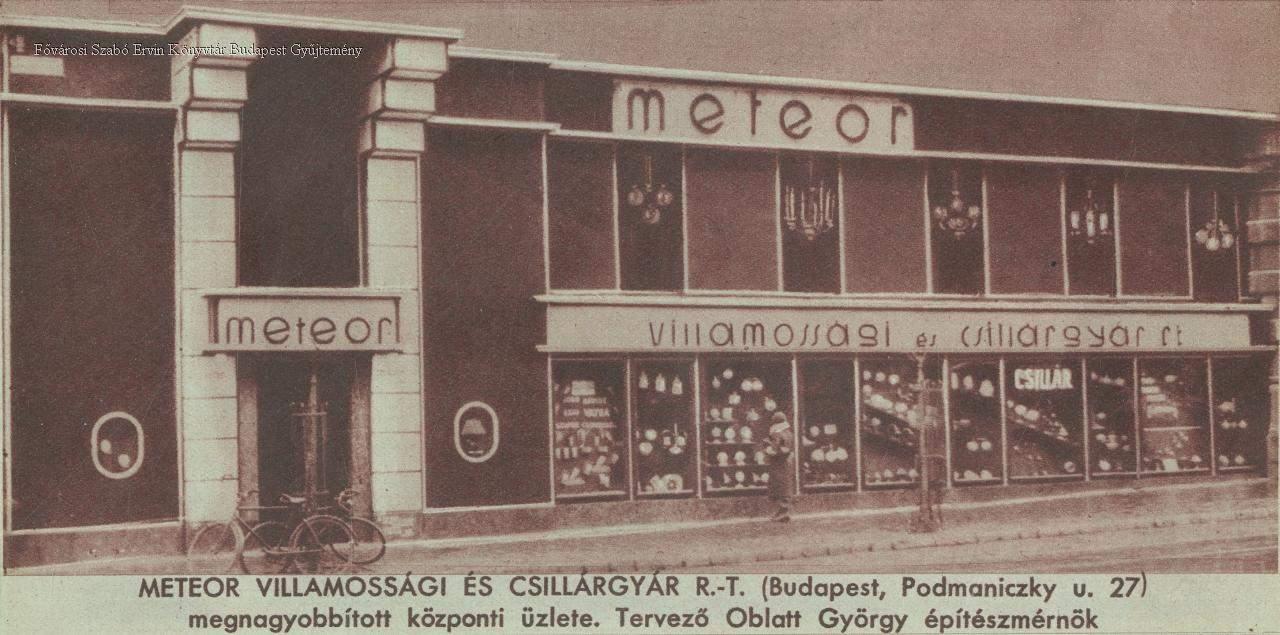 Fővárosi Szabó Ervin Könyvtár Budapest Gyűjtemény
meteor
meteor
villamossági és csillárgyár rt
CSILLÁR
METEOR VILLAMOSSÁGI ÉS CSILLÁRGYÁR R.-T. (Budapest, Podmaniczky u. 27)
megnagyobbított központi üzlete. Tervező Oblatt György építészmérnök